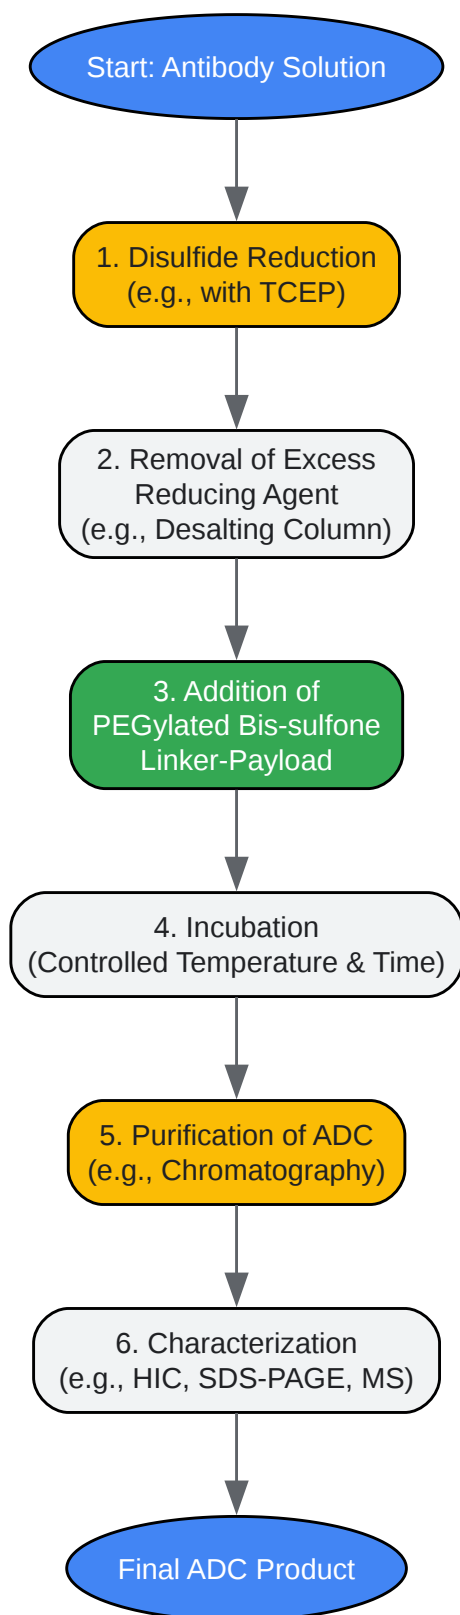 Start: Antibody Solution
1. Disulfide Reduction
(e.g., with TCEP)
2. Removal of Excess
Reducing Agent
(e.g., Desalting Column)
3. Addition of
PEGylated Bis-sulfone
Linker-Payload
4. Incubation
(Controlled Temperature & Time)
5. Purification of ADC
(e.g., Chromatography)
6. Characterization
(e.g., HIC, SDS-PAGE, MS)
Final ADC Product